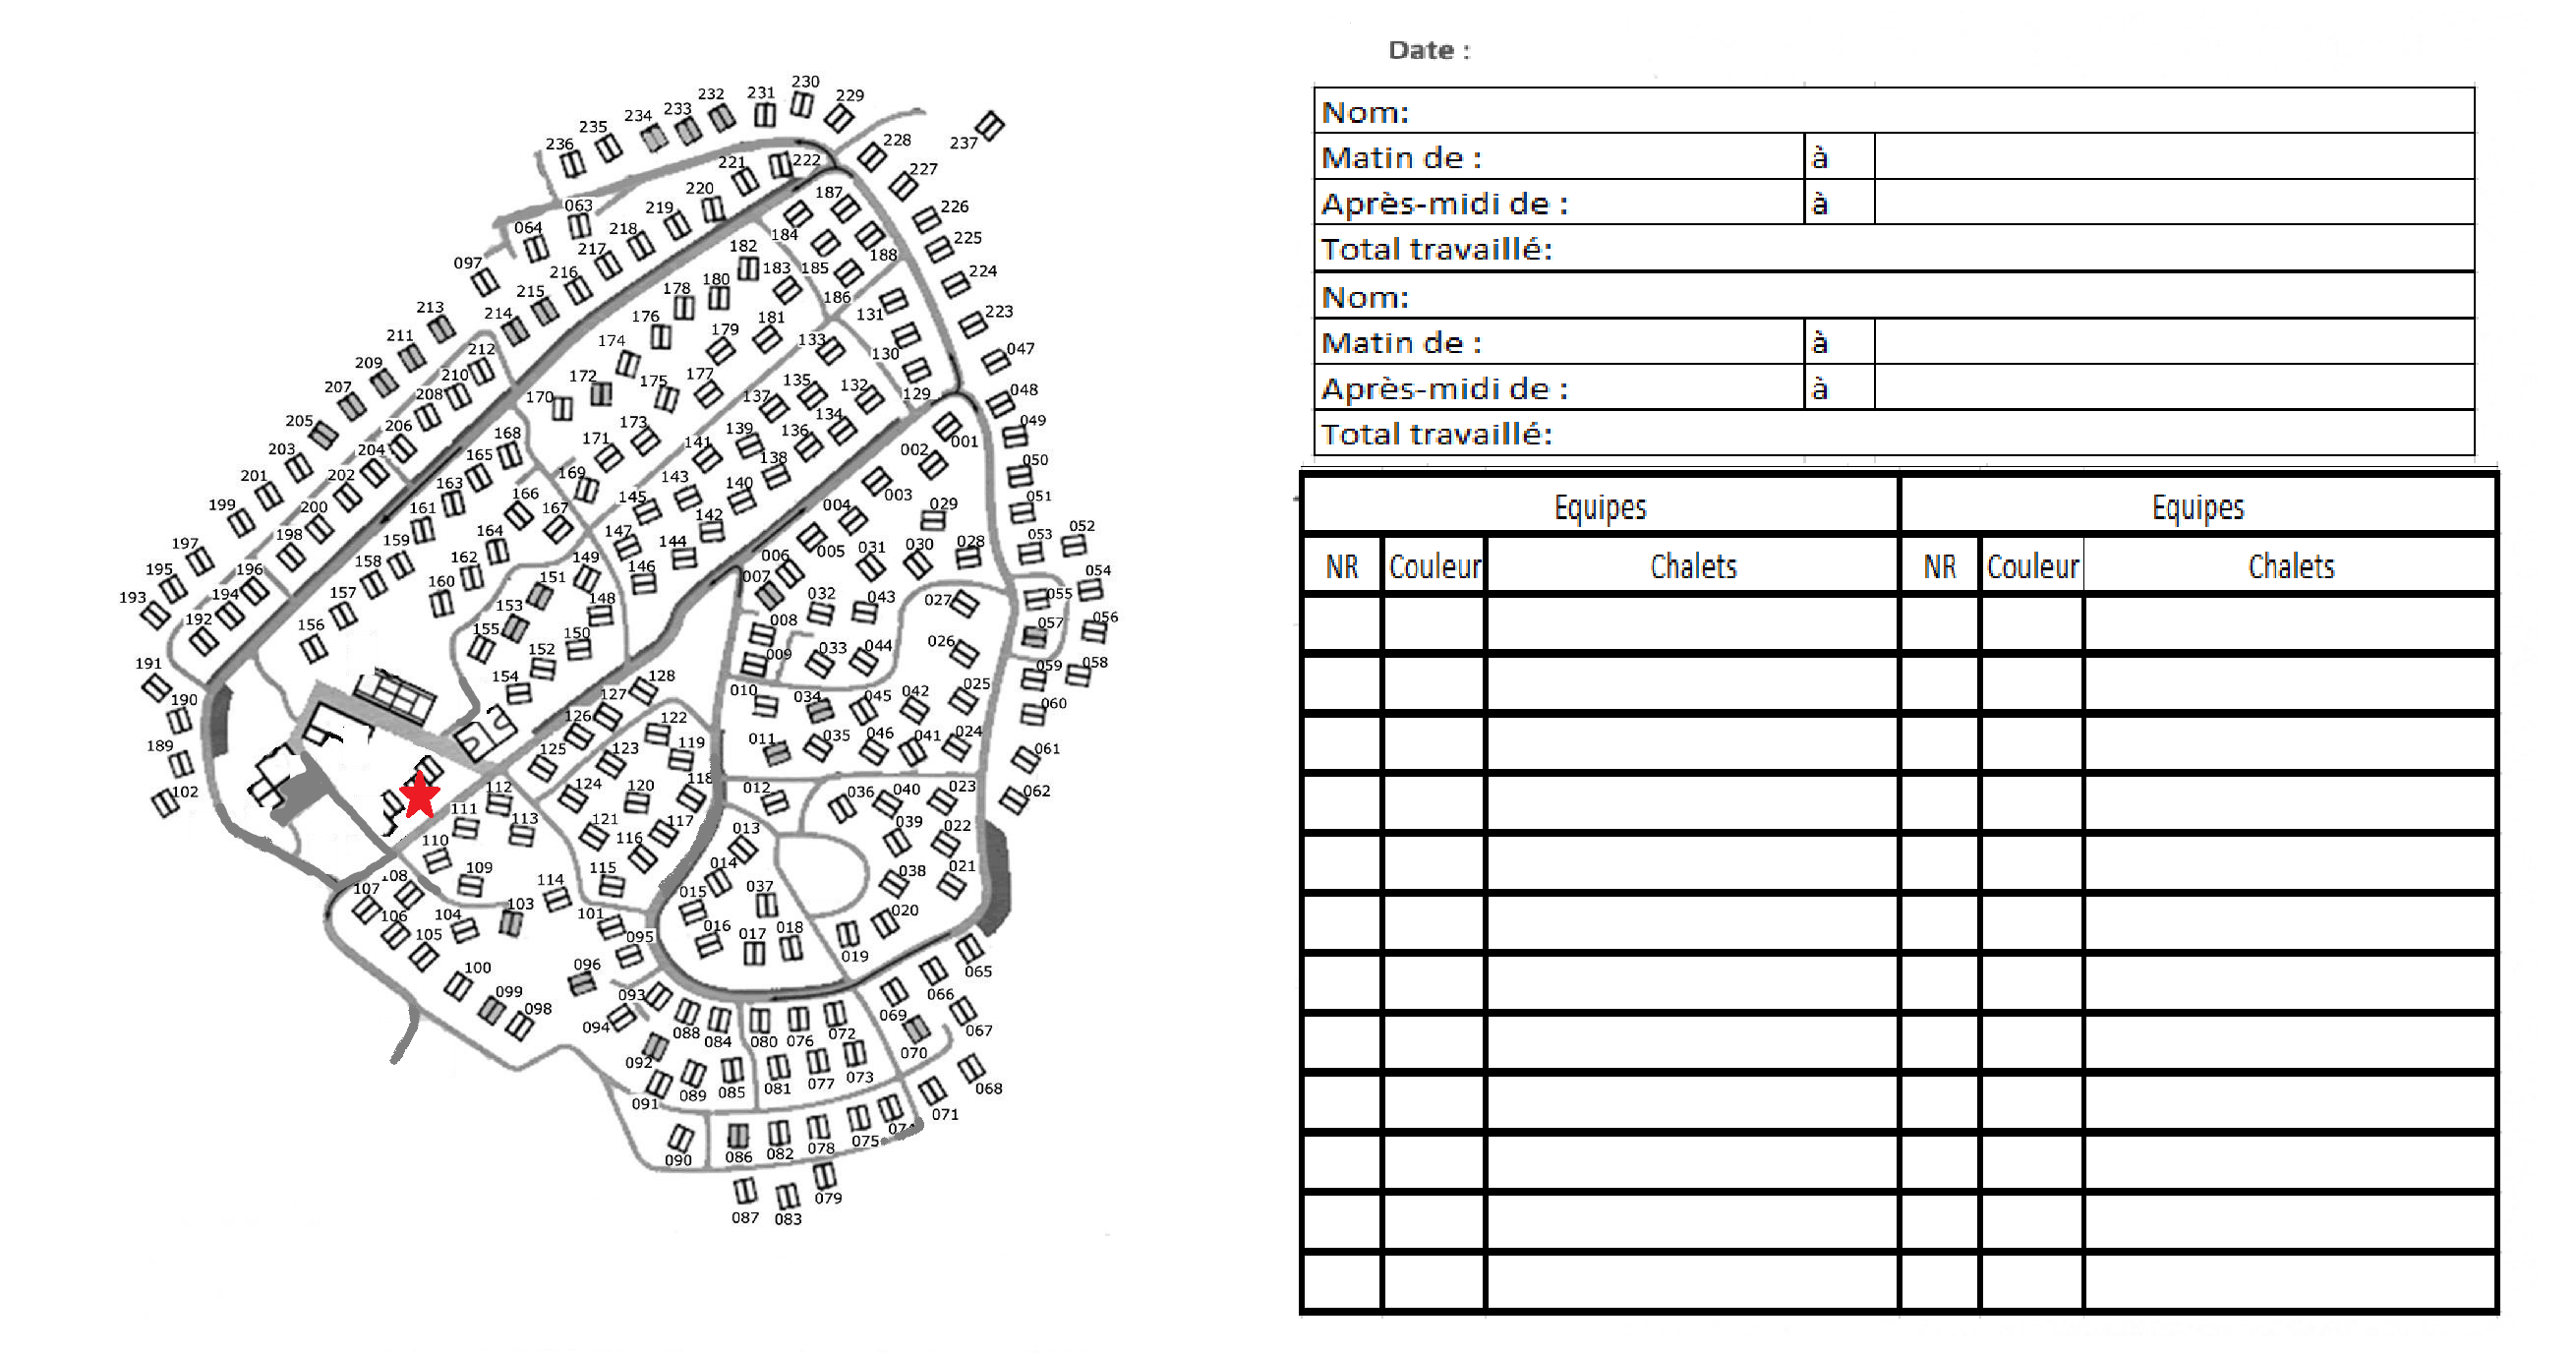 Date :
Nom:
Matin de : à
Après-midi de : à
Total travaillé:
Nom:
Matin de : à
Après-midi de : à
Total travaillé:
Equipes Equipes
NR Couleur Chalets NR Couleur Chalets
230
232 231 229
234 233
235
236 228 237
221 222
227
220 187
063 219 226
064 218 184 225
217 182 188
097 216 183 185 224
215 178 180 186
213 214 176 181 131 223
211 212 174 179 133 047
209 210 172 175 177 130
207 208 170 137 135 132 129 048
205 206 168 171 173 139 136 134 001 049
203 204 165 141 138 002 050
201 202 163 169 143 140 003 051
199 200 161 166 167 145 142 004 029 052
197 198 159 164 147 144 006 005 031 030 028 053
195 196 158 162 149 146 007 054
193 194 157 160 151 148 032 043 027 055
192 156 153 150 008 056
191 155 152 009 033 044 026 057
190 154 128 010 034 045 042 025 059 058
127 060
189 126 122 011 035 046 041 024 061
125 123 119
102 124 120 118 012 036 040 023 062
112 111 113 121 116 117 013 039 022
110 109 115 014 038 021
107 108 114 015 037 020
106 104 103 101 016 017 018 019
105 095 065
100 096 066
099 098 093 094 088 084 080 076 072 069 067
092 070
091 089 085 081 077 073 068
090 086 082 078 075 074 071
087 083 079